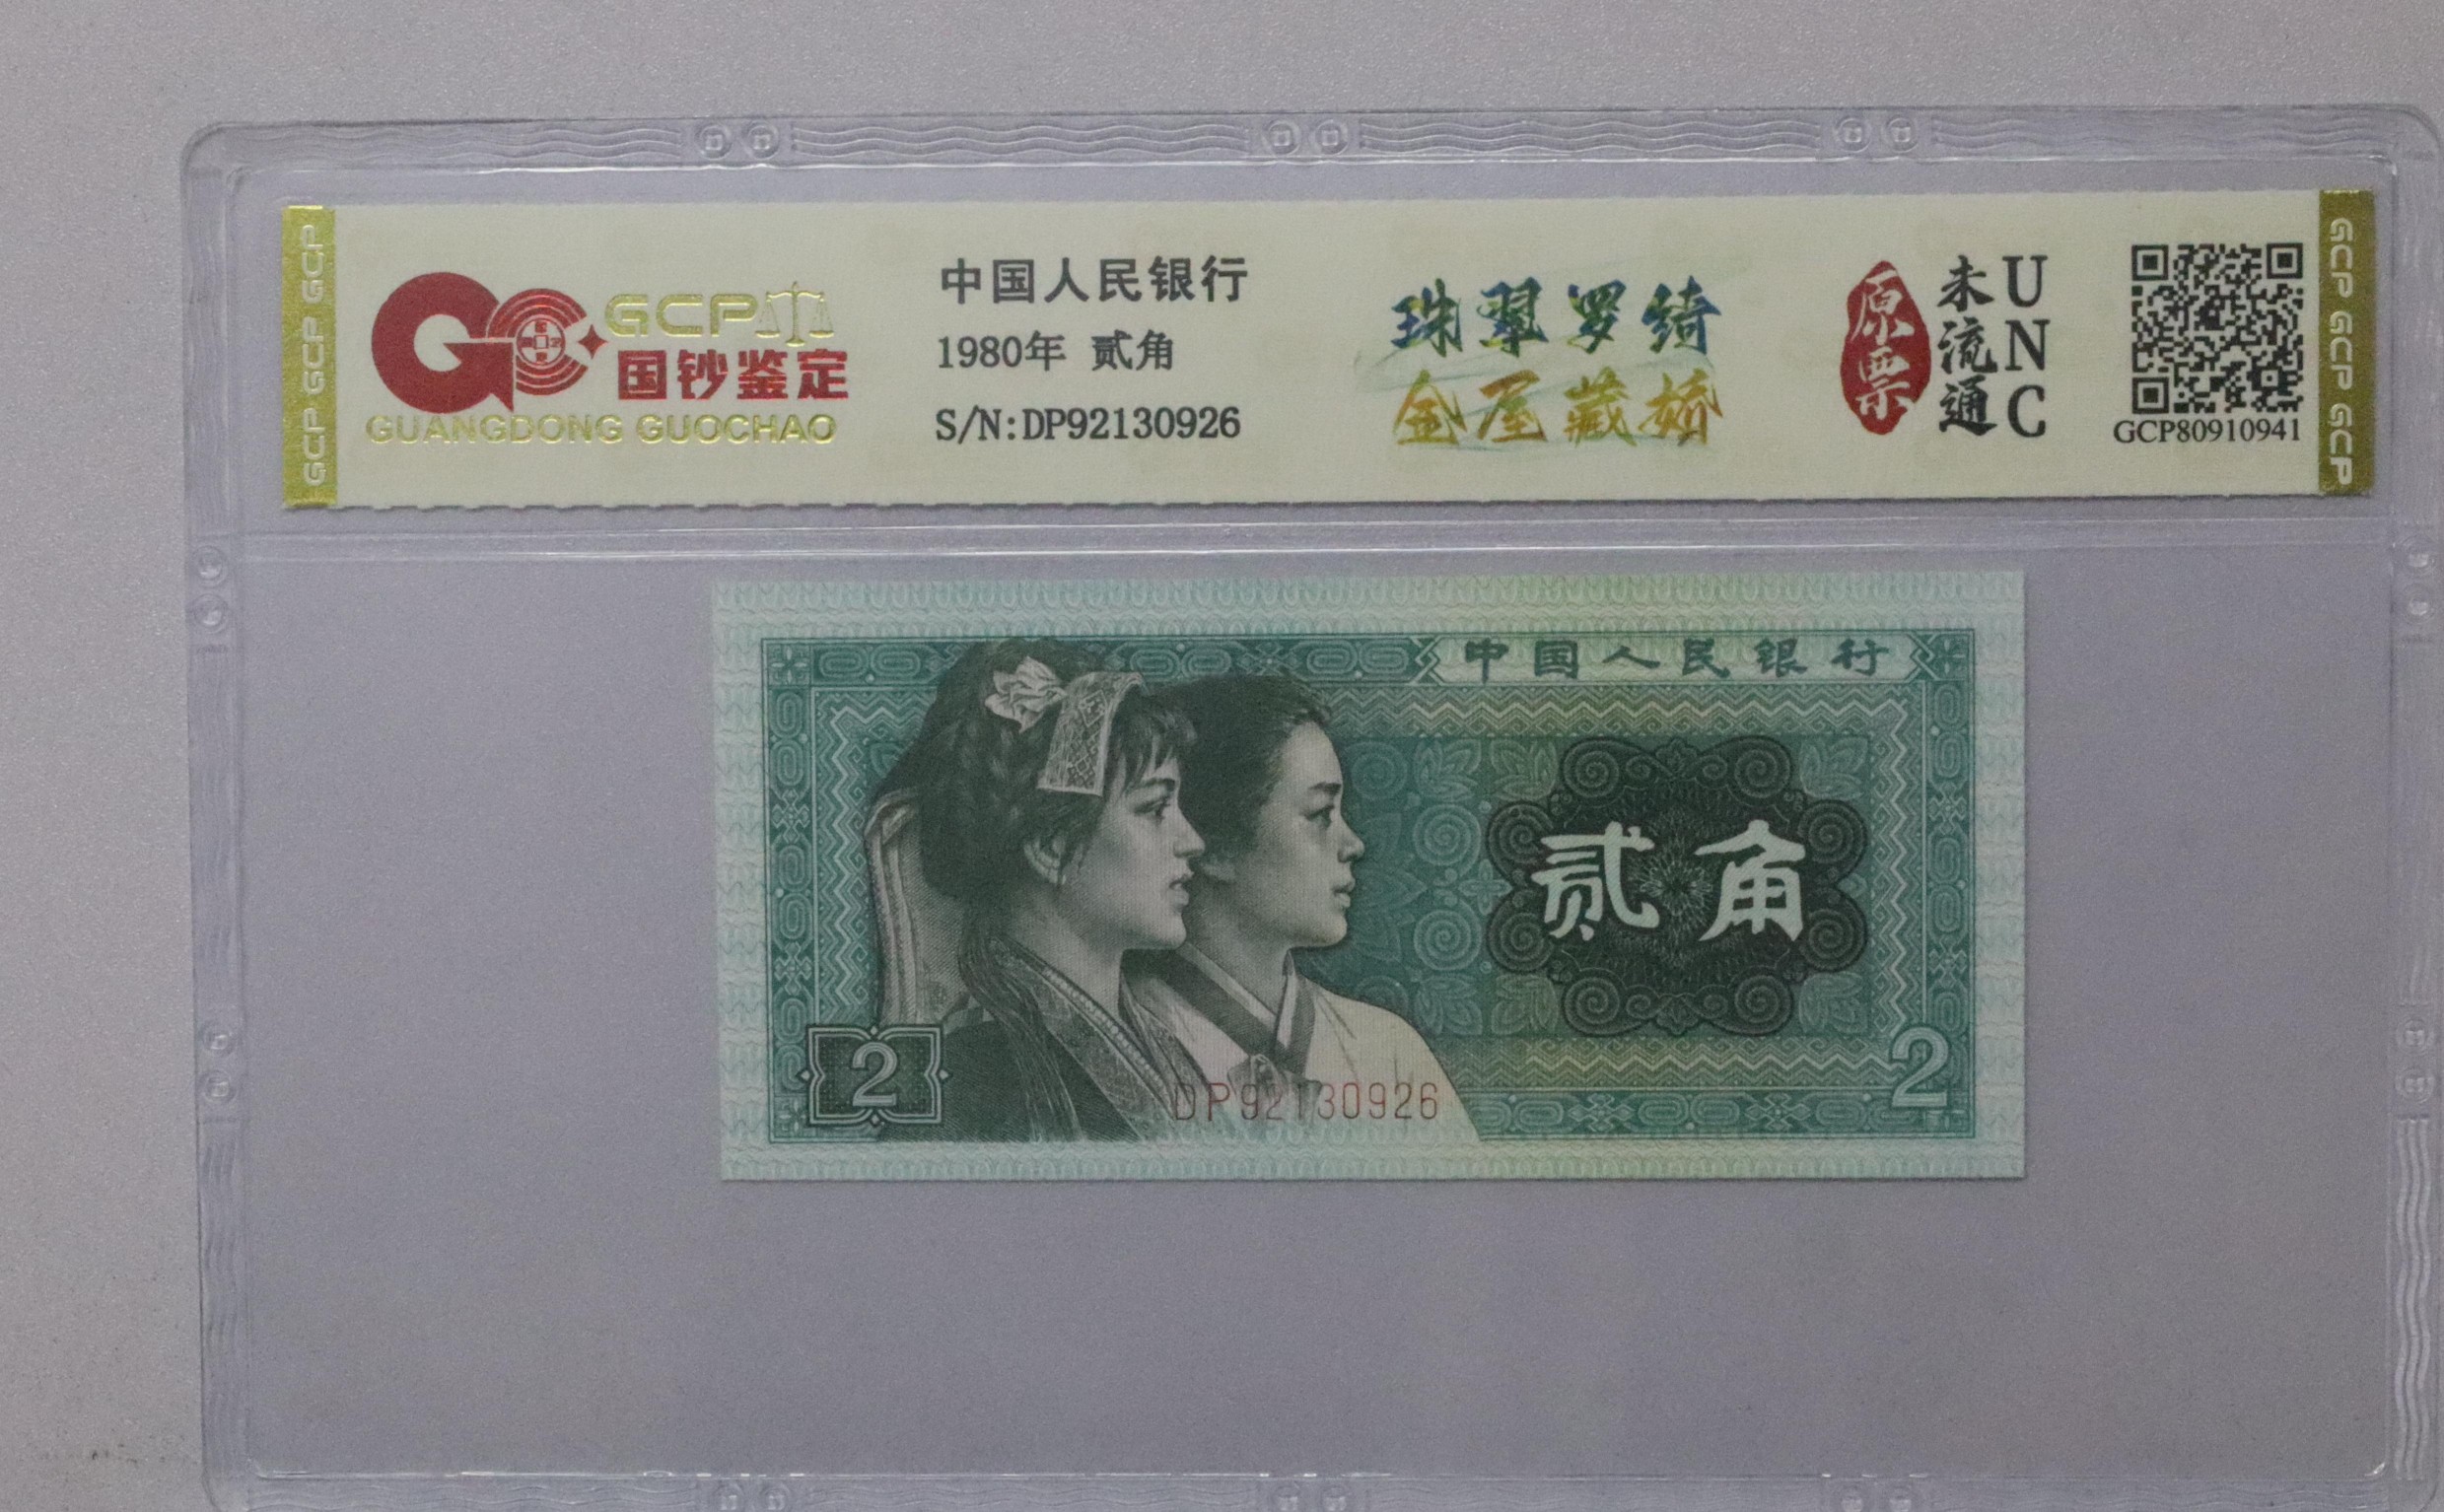 GCP GCP GCP
GCP
国钞鉴定
GUANGDONG GUOCHAO
中国人民银行
1980年 贰角
S/N:DP92130926
珠翠罗绮
金屋藏娇
原票
未流通
UNC
GCP80910941
GCP GCP GCP
中国人民银行
贰角
2
DP92130926
2